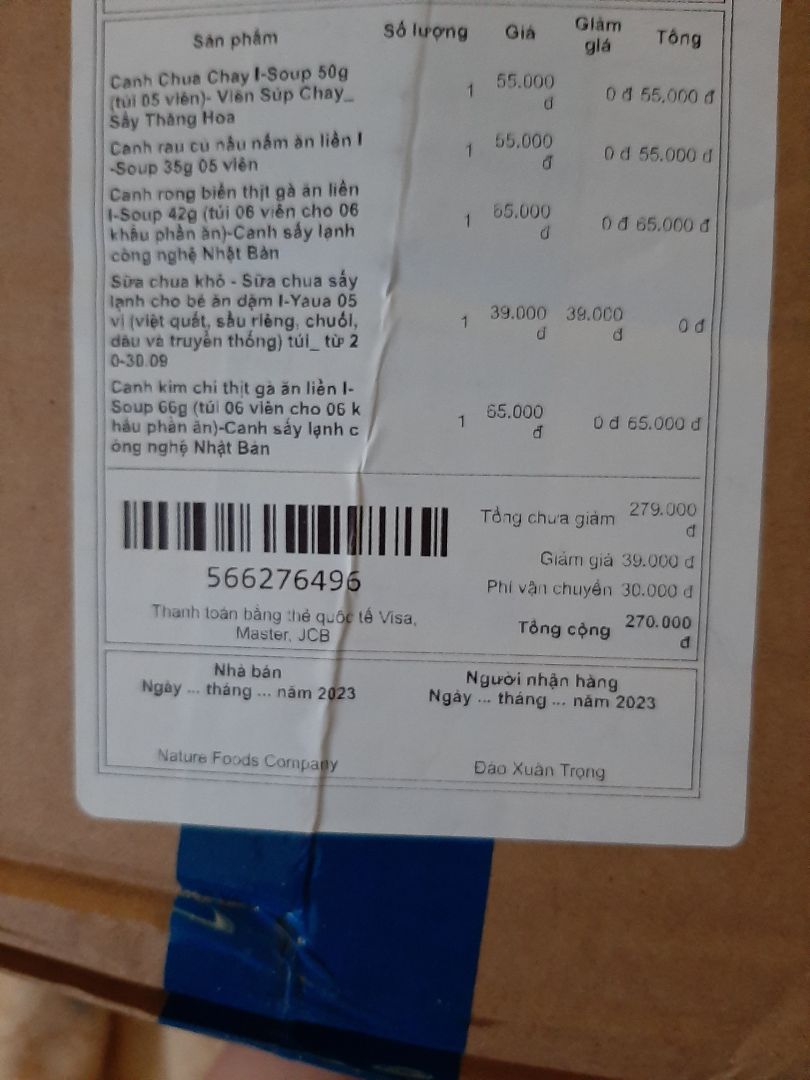 Sản phẩm Số lượng Giá Giảm giá Tổng
Canh Chua Chay I-Soup 50g
(túi 05 viên)- Viên Súp Chay_
Sấy Thăng Hoa
1 55.000 đ 0 đ 55.000 đ
Canh rau củ nấu nấm ăn liền I
-Soup 35g 05 viên
1 55.000 đ 0 đ 55.000 đ
Canh rong biển thịt gà ăn liền
I-Soup 42g (túi 06 viên cho 06
khẩu phần ăn)-Canh sấy lạnh
công nghệ Nhật Bản
1 65.000 đ 0 đ 65.000 đ
Sữa chua khô - Sữa chua sấy
lạnh cho bé ăn dặm I-Yaua 05
vị (việt quất, sầu riêng, chuối,
dâu và truyền thống) túi_ từ 2
0-30.09
1 39.000 đ 39.000 đ 0 đ
Canh kim chi thịt gà ăn liền I-
Soup 66g (túi 06 viên cho 06 k
hẩu phần ăn)-Canh sấy lạnh c
ông nghệ Nhật Bản
1 65.000 đ 0 đ 65.000 đ
566276496
Thanh toán bằng thẻ quốc tế Visa,
Master, JCB
Tổng chưa giảm 279.000 đ
Giảm giá 39.000 đ
Phí vận chuyển 30.000 đ
Tổng cộng 270.000 đ
Nhà bán
Ngày ... tháng ... năm 2023
Nature Foods Company
Người nhận hàng
Ngày ... tháng ... năm 2023
Đào Xuân Trọng